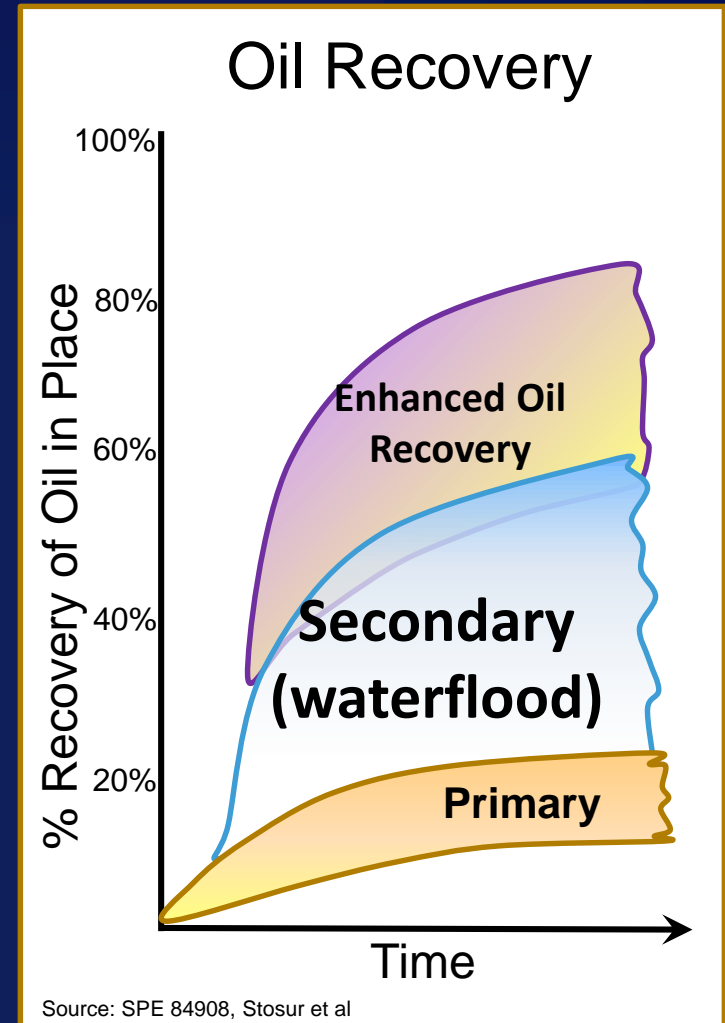 Oil Recovery
100%
80%
60%
40%
20%
% Recovery of Oil in Place
Enhanced Oil
Recovery
Secondary
(waterflood)
Primary
Time
Source: SPE 84908, Stosur et al